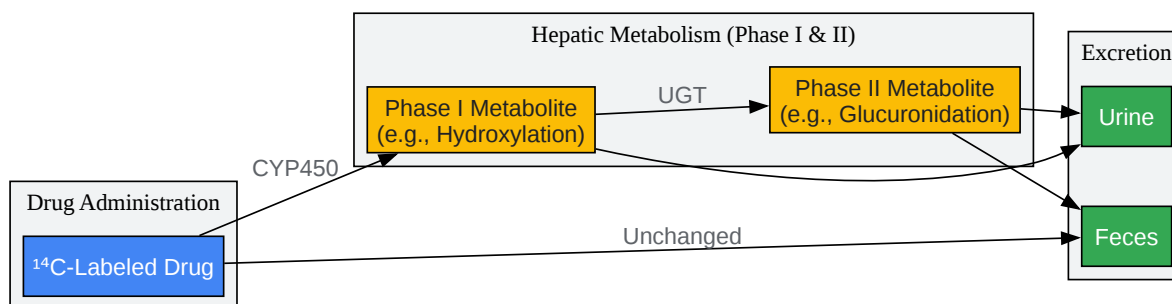 Hepatic Metabolism (Phase I & II)
Excretion
Phase I Metabolite
(e.g., Hydroxylation)
UGT
Phase II Metabolite
(e.g., Glucuronidation)
Urine
CYP450
Drug Administration
¹⁴C-Labeled Drug
Unchanged
Feces